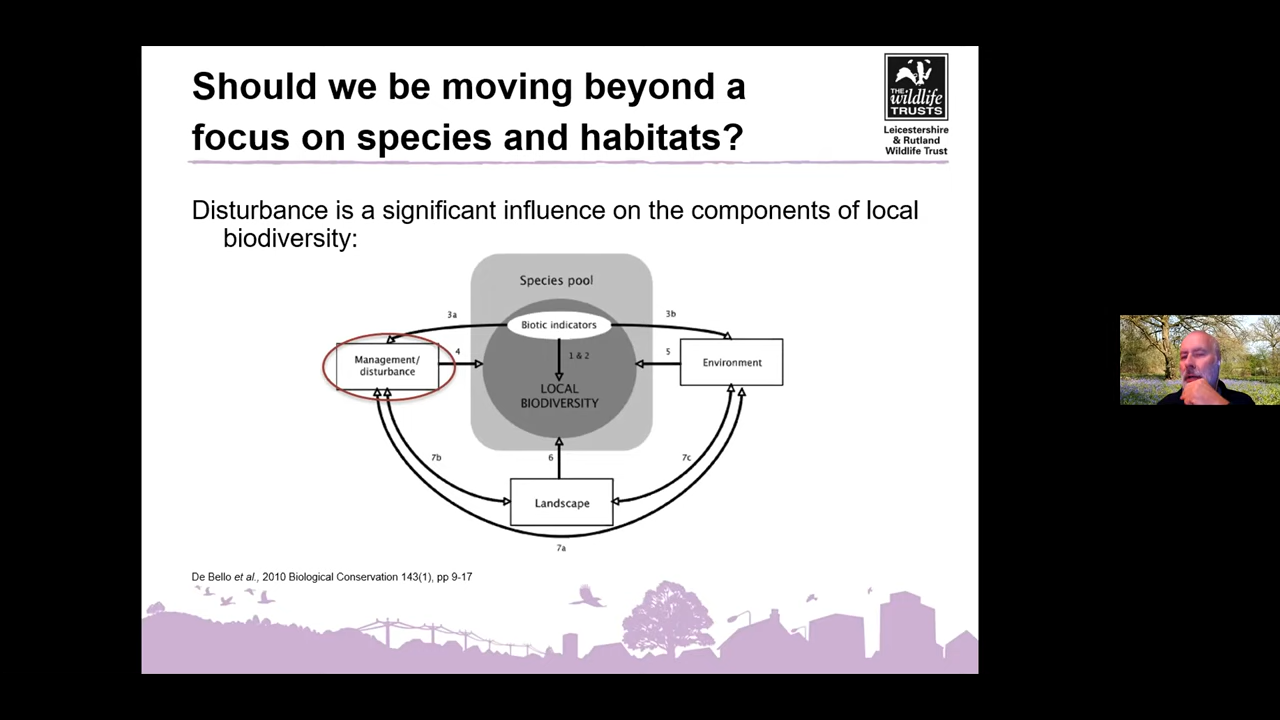 Should we be moving beyond a
focus on species and habitats?
THE
wildlife
TRUSTS
Leicestershire
& Rutland
Wildlife Trust
Disturbance is a significant influence on the components of local
biodiversity:
Species pool
3a
Biotic indicators
3b
Management/
disturbance
4
1 & 2
5
Environment
LOCAL
BIODIVERSITY
7b
6
7c
Landscape
7a
De Bello et al., 2010 Biological Conservation 143(1), pp 9-17